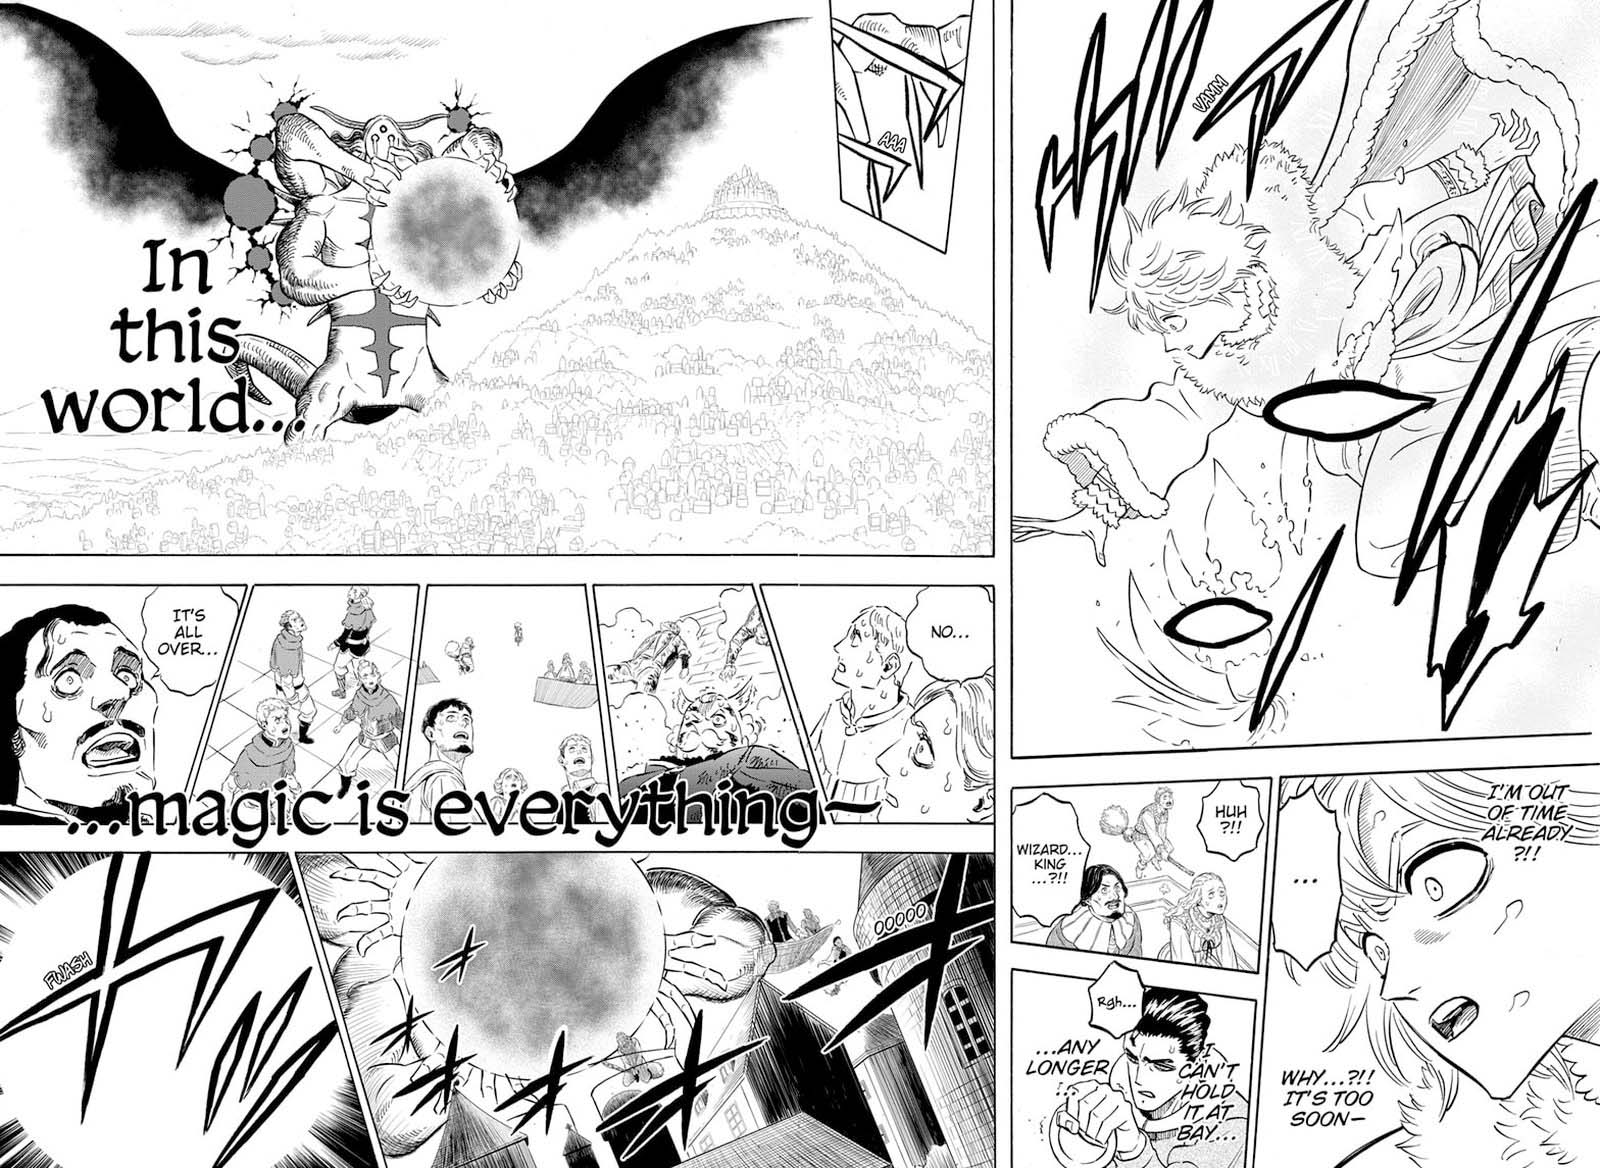 VAMM
I'M OUT
OF TIME
ALREADY
?!!
...
WHY...?!!
IT'S TOO
SOON–
HUH
?!!
WIZARD...
KING
...?!!
Rgh...
I
CAN'T
HOLD
IT AT
BAY...
...ANY
LONGER
...
AAA
In
this
world...
NO...
IT'S
ALL
OVER...
...magic is everything–
OOOOO
FWASH